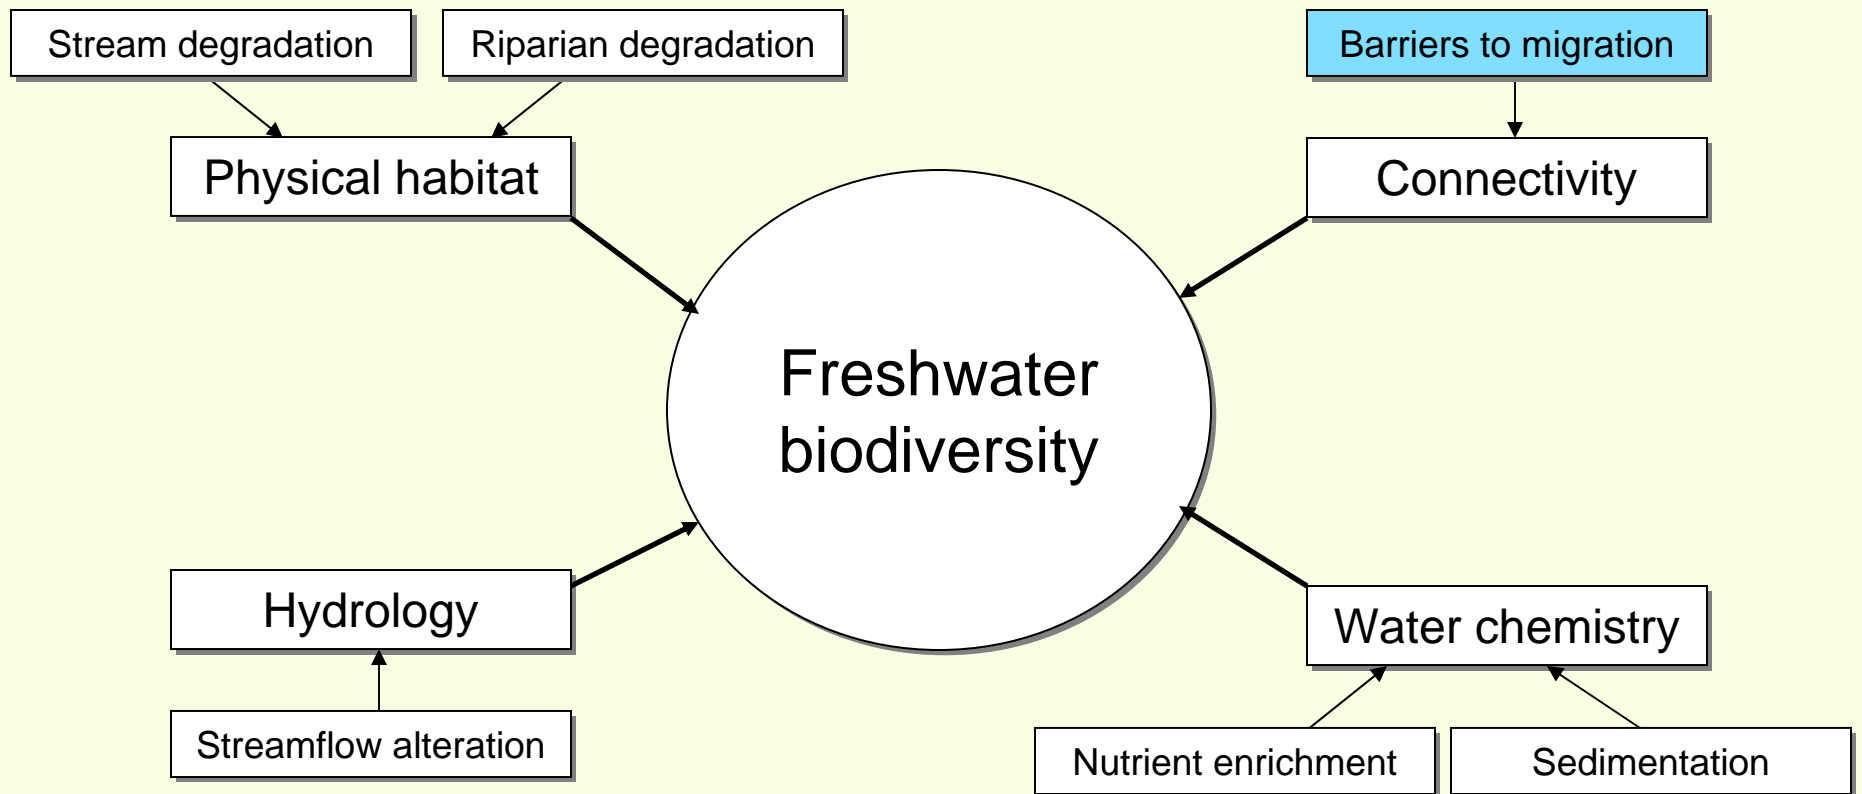 Stream degradation
Riparian degradation
Barriers to migration
Physical habitat
Connectivity
Freshwater
biodiversity
Hydrology
Water chemistry
Streamflow alteration
Nutrient enrichment
Sedimentation